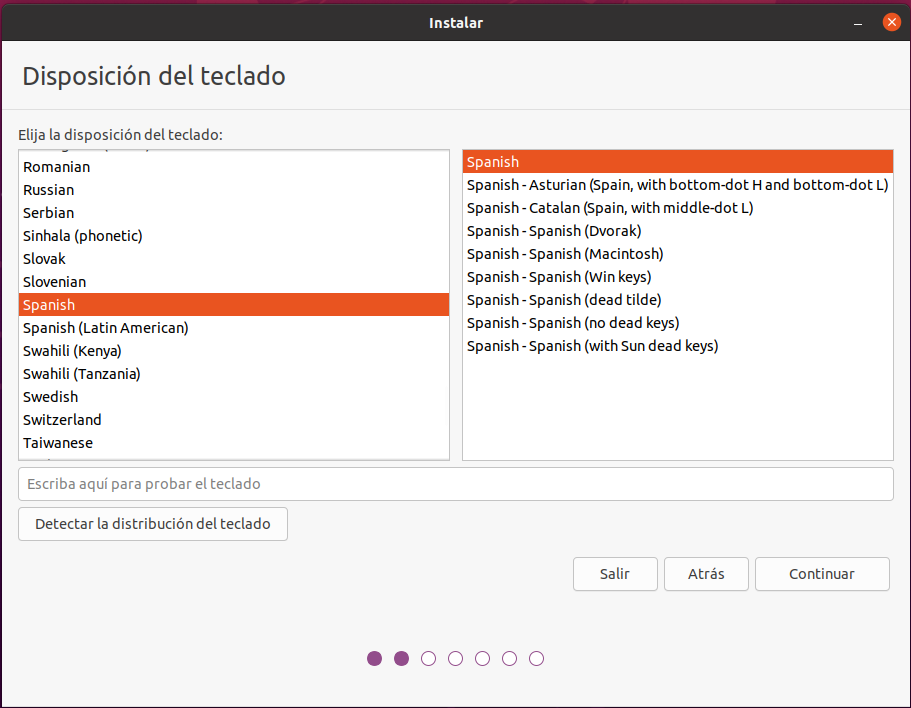 Instalar
Disposición del teclado
Elija la disposición del teclado:
Romanian
Russian
Serbian
Sinhala (phonetic)
Slovak
Slovenian
Spanish
Spanish (Latin American)
Swahili (Kenya)
Swahili (Tanzania)
Swedish
Switzerland
Taiwanese
Spanish
Spanish - Asturian (Spain, with bottom-dot H and bottom-dot L)
Spanish - Catalan (Spain, with middle-dot L)
Spanish - Spanish (Dvorak)
Spanish - Spanish (Macintosh)
Spanish - Spanish (Win keys)
Spanish - Spanish (dead tilde)
Spanish - Spanish (no dead keys)
Spanish - Spanish (with Sun dead keys)
Escriba aquí para probar el teclado
Detectar la distribución del teclado
Salir
Atrás
Continuar